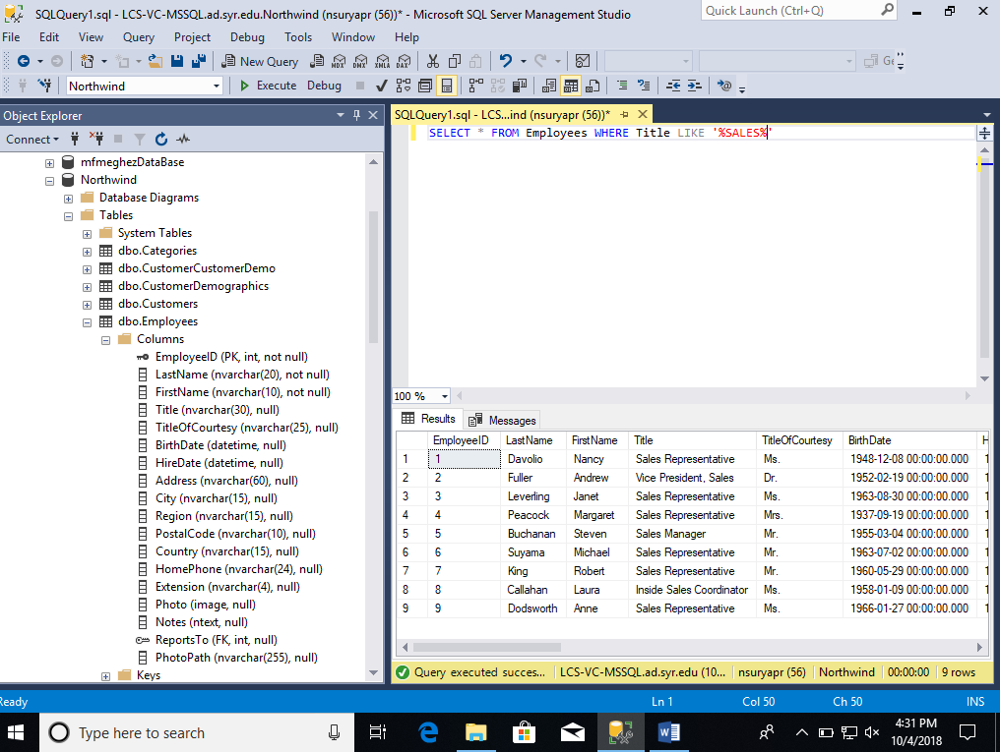 SQLQuery1.sql - LCS-VC-MSSQL.ad.syr.edu.Northwind (nsuryapr (56))* - Microsoft SQL Server Management Studio
Quick Launch (Ctrl+Q)
File Edit View Query Project Debug Tools Window Help
New Query MDX DMX XMLA DAX
Northwind Execute Debug
Object Explorer
Connect
mfmeghezDataBase
Northwind
Database Diagrams
Tables
System Tables
dbo.Categories
dbo.CustomerCustomerDemo
dbo.CustomerDemographics
dbo.Customers
dbo.Employees
Columns
EmployeeID (PK, int, not null)
LastName (nvarchar(20), not null)
FirstName (nvarchar(10), not null)
Title (nvarchar(30), null)
TitleOfCourtesy (nvarchar(25), null)
BirthDate (datetime, null)
HireDate (datetime, null)
Address (nvarchar(60), null)
City (nvarchar(15), null)
Region (nvarchar(15), null)
PostalCode (nvarchar(10), null)
Country (nvarchar(15), null)
HomePhone (nvarchar(24), null)
Extension (nvarchar(4), null)
Photo (image, null)
Notes (ntext, null)
ReportsTo (FK, int, null)
PhotoPath (nvarchar(255), null)
Keys
SQLQuery1.sql - LCS...ind (nsuryapr (56))*
SELECT * FROM Employees WHERE Title LIKE '%SALES%'
100 %
Results Messages
EmployeeID LastName FirstName Title TitleOfCourtesy BirthDate H
1 1 Davolio Nancy Sales Representative Ms. 1948-12-08 00:00:00.000 1
2 2 Fuller Andrew Vice President, Sales Dr. 1952-02-19 00:00:00.000 1
3 3 Leverling Janet Sales Representative Ms. 1963-08-30 00:00:00.000 1
4 4 Peacock Margaret Sales Representative Mrs. 1937-09-19 00:00:00.000 1
5 5 Buchanan Steven Sales Manager Mr. 1955-03-04 00:00:00.000 1
6 6 Suyama Michael Sales Representative Mr. 1963-07-02 00:00:00.000 1
7 7 King Robert Sales Representative Mr. 1960-05-29 00:00:00.000 1
8 8 Callahan Laura Inside Sales Coordinator Ms. 1958-01-09 00:00:00.000 1
9 9 Dodsworth Anne Sales Representative Ms. 1966-01-27 00:00:00.000 1
Query executed succes... LCS-VC-MSSQL.ad.syr.edu (10... nsuryapr (56) Northwind 00:00:00 9 rows
Ready Ln 1 Col 50 Ch 50 INS
Type here to search
4:31 PM
10/4/2018